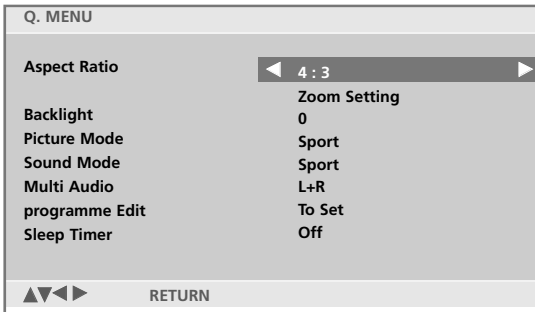 Q. MENU
Aspect Ratio 4 : 3
Zoom Setting
Backlight 0
Picture Mode Sport
Sound Mode Sport
Multi Audio L+R
programme Edit To Set
Sleep Timer Off
RETURN